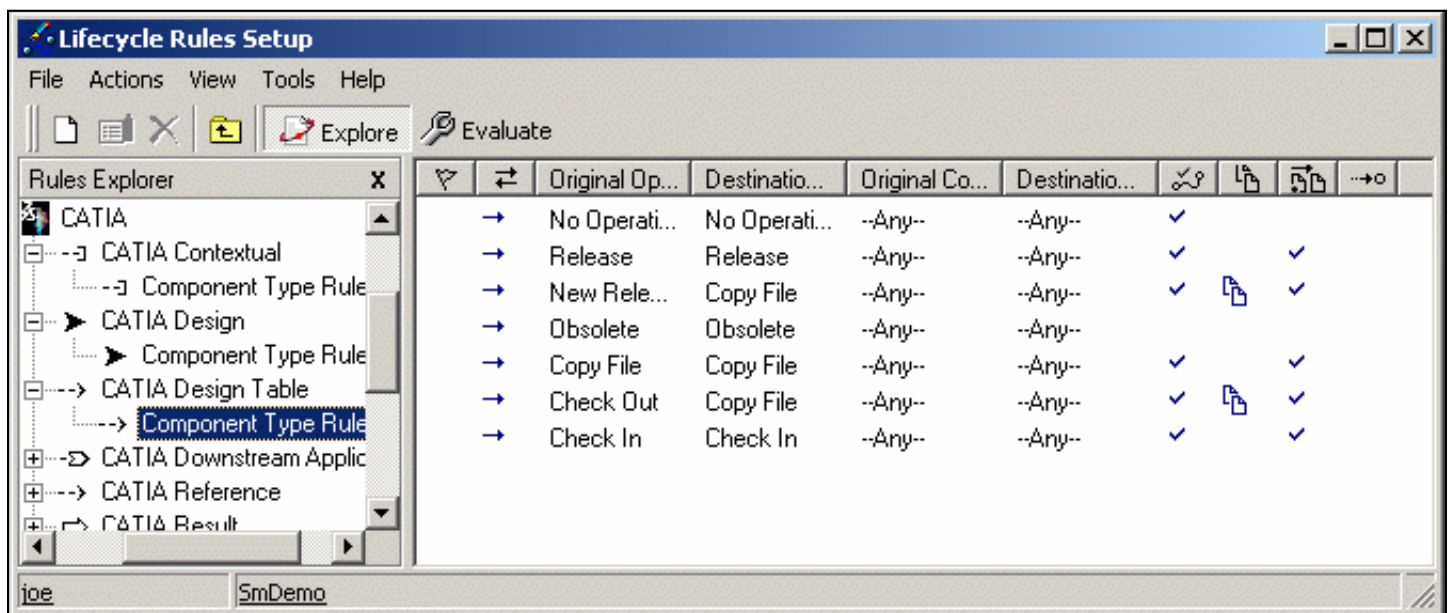 Lifecycle Rules Setup
File Actions View Tools Help
Explore Evaluate
Rules Explorer x
Original Op... Destinatio... Original Co... Destinatio...
CATIA
CATIA Contextual
Component Type Rule
CATIA Design
Component Type Rule
CATIA Design Table
Component Type Rule
CATIA Downstream Applic
CATIA Reference
CATIA Result
No Operati... No Operati... --Any-- --Any--
Release Release --Any-- --Any--
New Rele... Copy File --Any-- --Any--
Obsolete Obsolete --Any-- --Any--
Copy File Copy File --Any-- --Any--
Check Out Copy File --Any-- --Any--
Check In Check In --Any-- --Any--
joe SmDemo